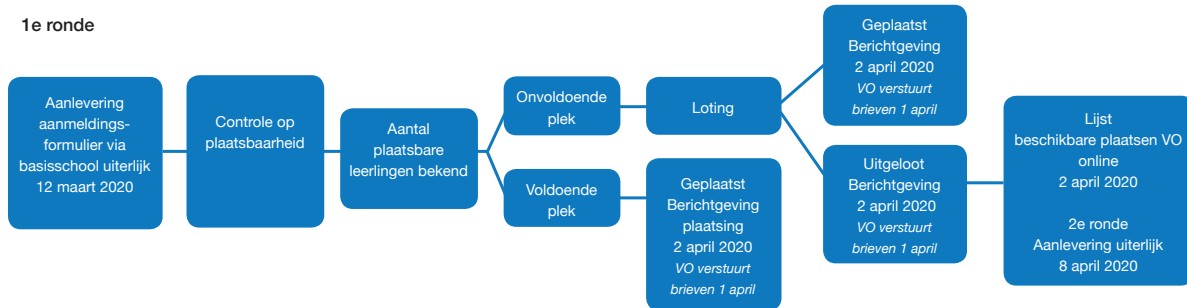 1e ronde
Aanlevering
aanmeldings-
formulier via
basisschool uiterlijk
12 maart 2020
Controle op
plaatsbaarheid
Aantal
plaatsbare
leerlingen bekend
Onvoldoende
plek
Voldoende
plek
Loting
Geplaatst
Berichtgeving
plaatsing
2 april 2020
VO verstuurt
brieven 1 april
Geplaatst
Berichtgeving
2 april 2020
VO verstuurt
brieven 1 april
Uitgeloot
Berichtgeving
2 april 2020
VO verstuurt
brieven 1 april
Lijst
beschikbare plaatsen VO
online
2 april 2020
2e ronde
Aanlevering uiterlijk
8 april 2020